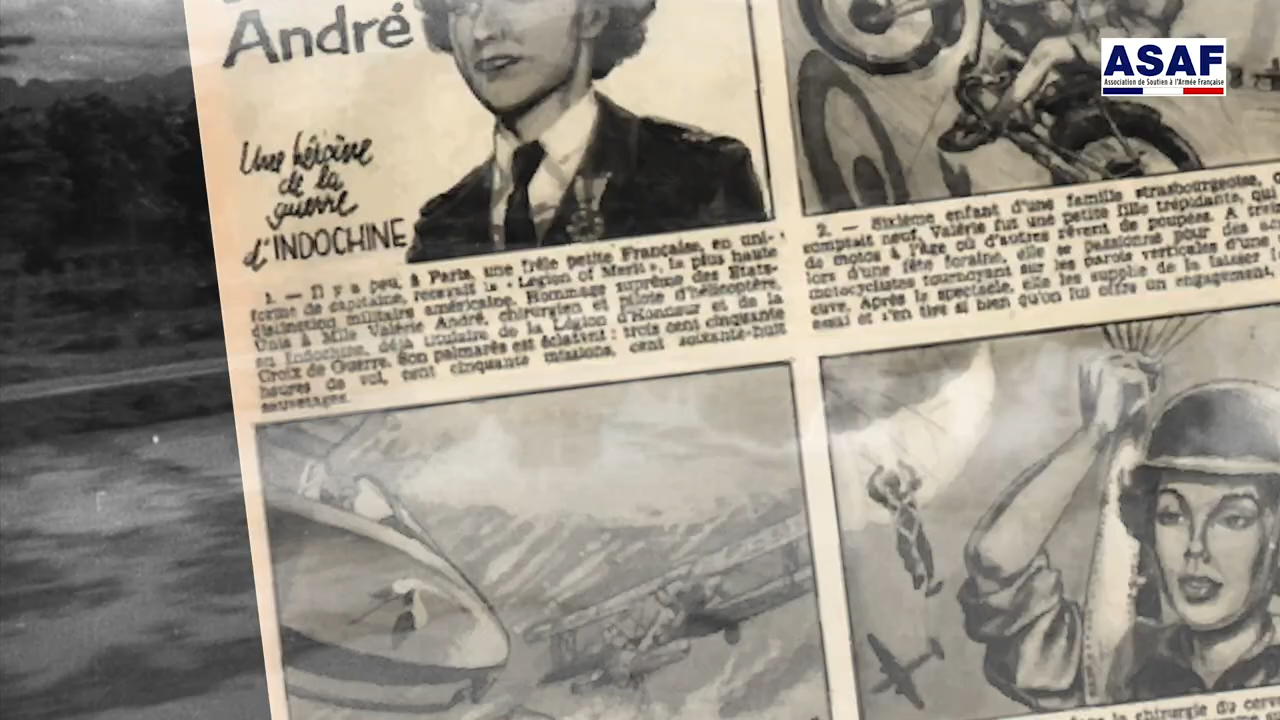 André
Une héroïne
de la
guerre
d'INDOCHINE
1. — Il y a peu, à Paris, une frêle petite Française, en uni-
forme de capitaine, recevait la « Legion of Merit », la plus haute
distinction militaire américaine. Hommage suprême des Etats-
Unis à Mlle Valérie André, chirurgien et pilote d'hélicoptère,
en Indochine, déjà titulaire de la Légion d'Honneur et de la
Croix de Guerre. Son palmarès est éclatant : trois cent cinquante
heures de vol, cent cinquante missions, cent soixante-huit
sauvetages.
2. — Sixième enfant d'une famille strasbourgeoise,
comptait neuf, Valérie fut une petite fille trépidante, qui
de motos à l'âge où d'autres rêvent de poupées. A
lors d'une fête foraine, elle se passionne pour des
motocyclistes tournoyant sur les parois verticales d'une
cuve. Après le spectacle, elle les supplie de la laisser
essai et s'en tire si bien qu'on lui offre un engagement,
la chirurgie du
ASAF
Association de Soutien à l'Armée Française